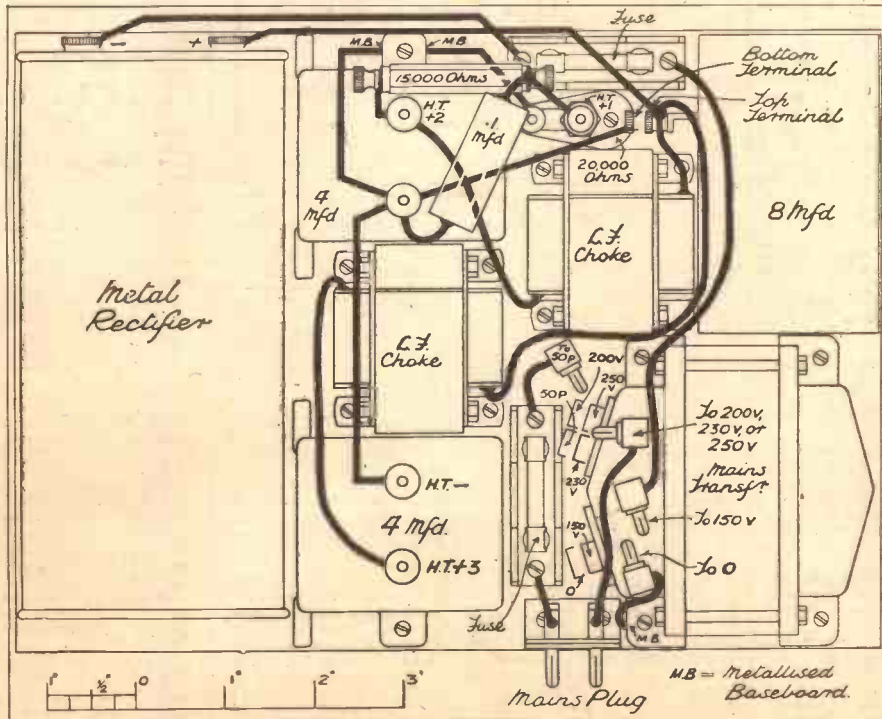 - +
M.B M.B
Fuse
15000 Ohms
Bottom
Terminal
Top
Terminal
H.T.
+2
H.T.
+1
.1
mfd
20,000
Ohms
4
Mfd
8 Mfd
L.F.
Choke
Metal
Rectifier
L.F.
Choke
To
50P
200V
250
V
50P
230
V
To 200V,
230V, or
250V
Mains
Transfr.
150
V
To 150V
To 0
0
H.T.-
4 Mfd.
H.T.+3
Fuse
M.B
M.B = Metallised
Baseboard.
Mains Plug
1" ½" 0 1" 2" 3"